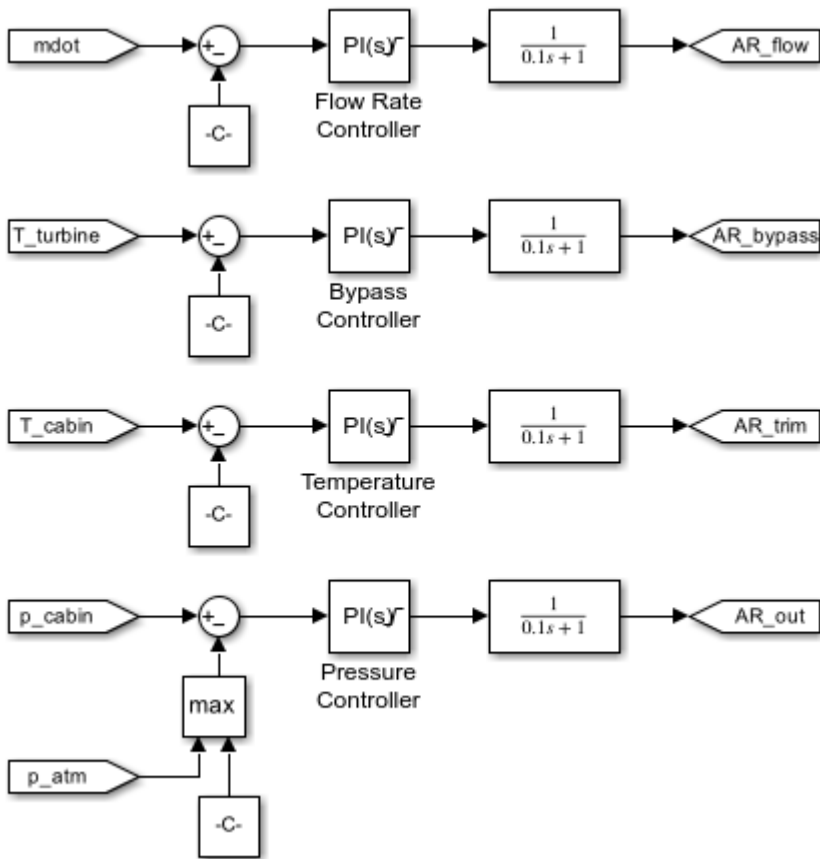 mdot
+
-
PI(s)
1
0.1s + 1
AR_flow
-C-
Flow Rate
Controller
T_turbine
+
-
PI(s)
1
0.1s + 1
AR_bypass
-C-
Bypass
Controller
T_cabin
+
-
PI(s)
1
0.1s + 1
AR_trim
-C-
Temperature
Controller
p_cabin
+
-
PI(s)
1
0.1s + 1
AR_out
Pressure
Controller
max
p_atm
-C-